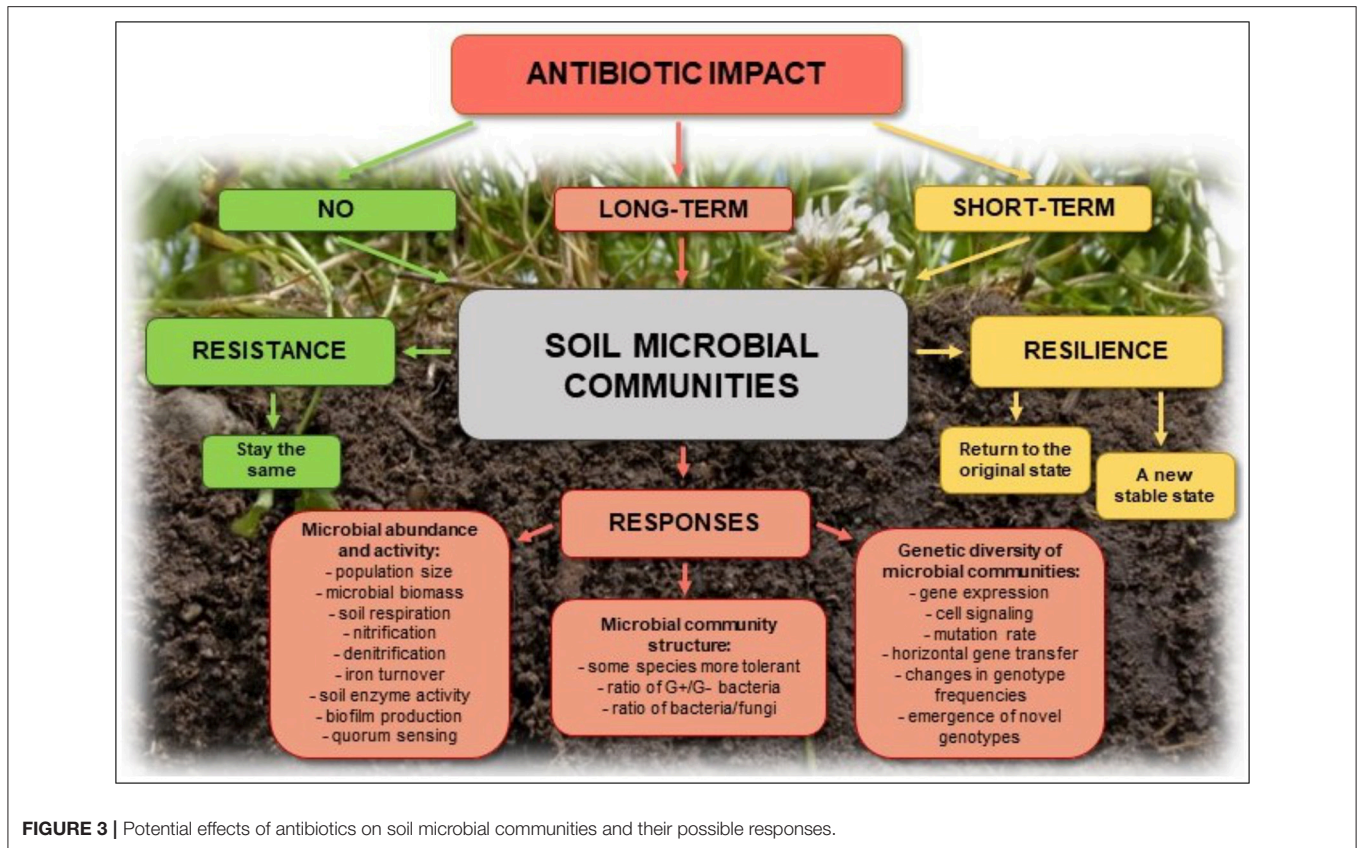 ANTIBIOTIC IMPACT
NO
LONG-TERM
SHORT-TERM
RESISTANCE
SOIL MICROBIAL
COMMUNITIES
RESILIENCE
Stay the
same
Return to the
original state
A new
stable state
RESPONSES
Microbial abundance
and activity:
- population size
- microbial biomass
- soil respiration
- nitrification
- denitrification
- iron turnover
- soil enzyme activity
- biofilm production
- quorum sensing
Microbial community
structure:
- some species more tolerant
- ratio of G+/G- bacteria
- ratio of bacteria/fungi
Genetic diversity of
microbial communities:
- gene expression
- cell signaling
- mutation rate
- horizontal gene transfer
- changes in genotype
frequencies
- emergence of novel
genotypes
FIGURE 3 | Potential effects of antibiotics on soil microbial communities and their possible responses.